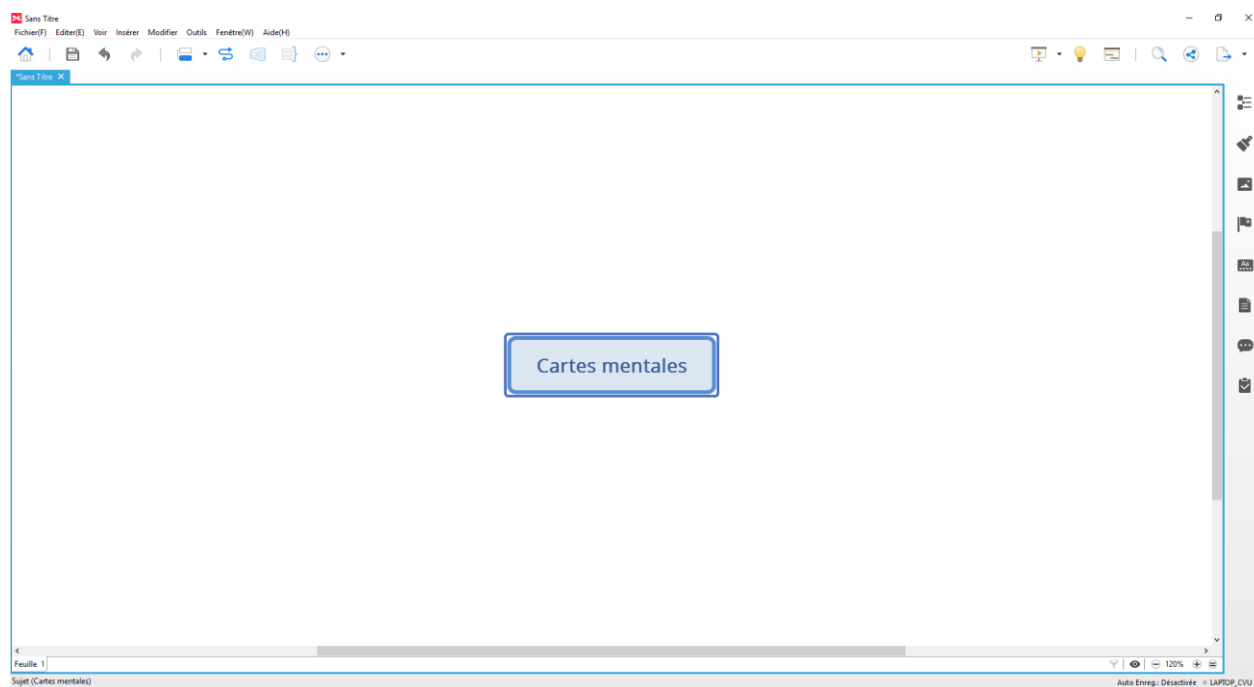 Sans Titre
Fichier(F) Editer(E) Voir Insérer Modifier Outils Fenêtre(W) Aide(H)
*Sans Titre
Aa
Cartes mentales
Feuille 1
120%
Sujet (Cartes mentales)
Auto Enreg.: Désactivée LAPTOP_CVU